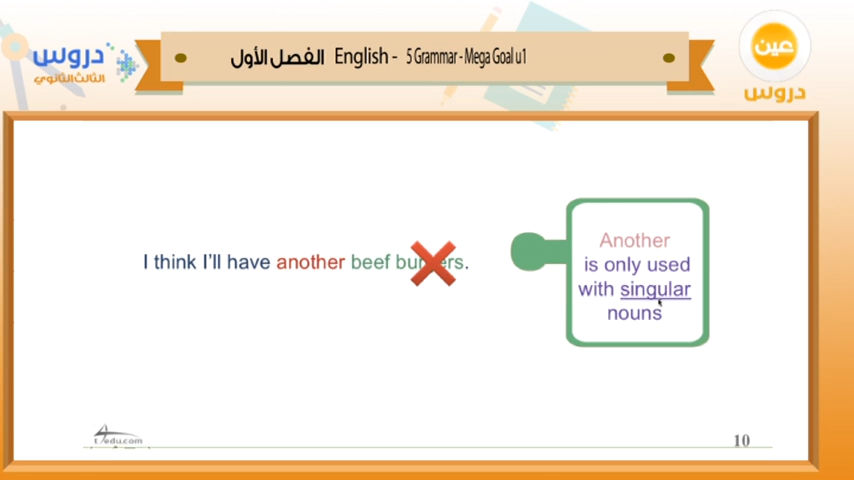 دروس
الثالث الثانوي
الفصل الأول English - 5 Grammar - Mega Goal u1
عين
دروس
I think I'll have another beef burgers.
Another
is only used
with singular
nouns
t4edu.com
10